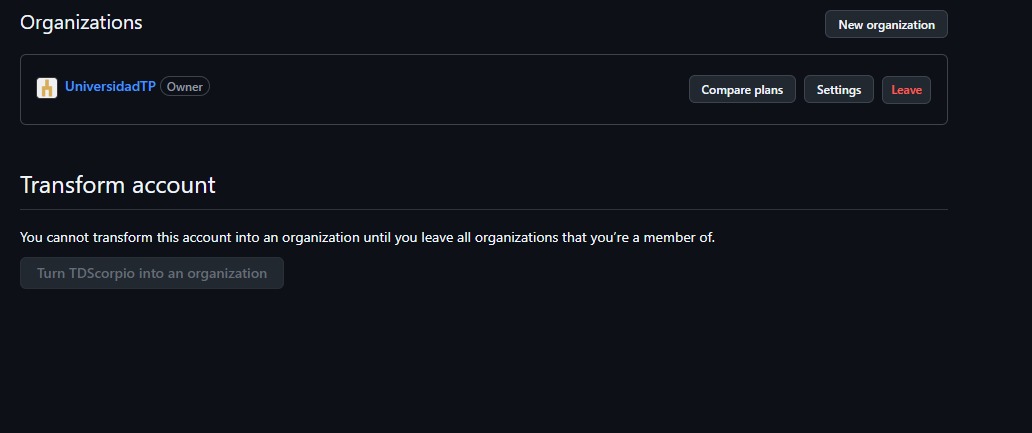 Organizations
New organization
UniversidadTP Owner
Compare plans
Settings
Leave
Transform account
You cannot transform this account into an organization until you leave all organizations that you’re a member of.
Turn TDScorpio into an organization